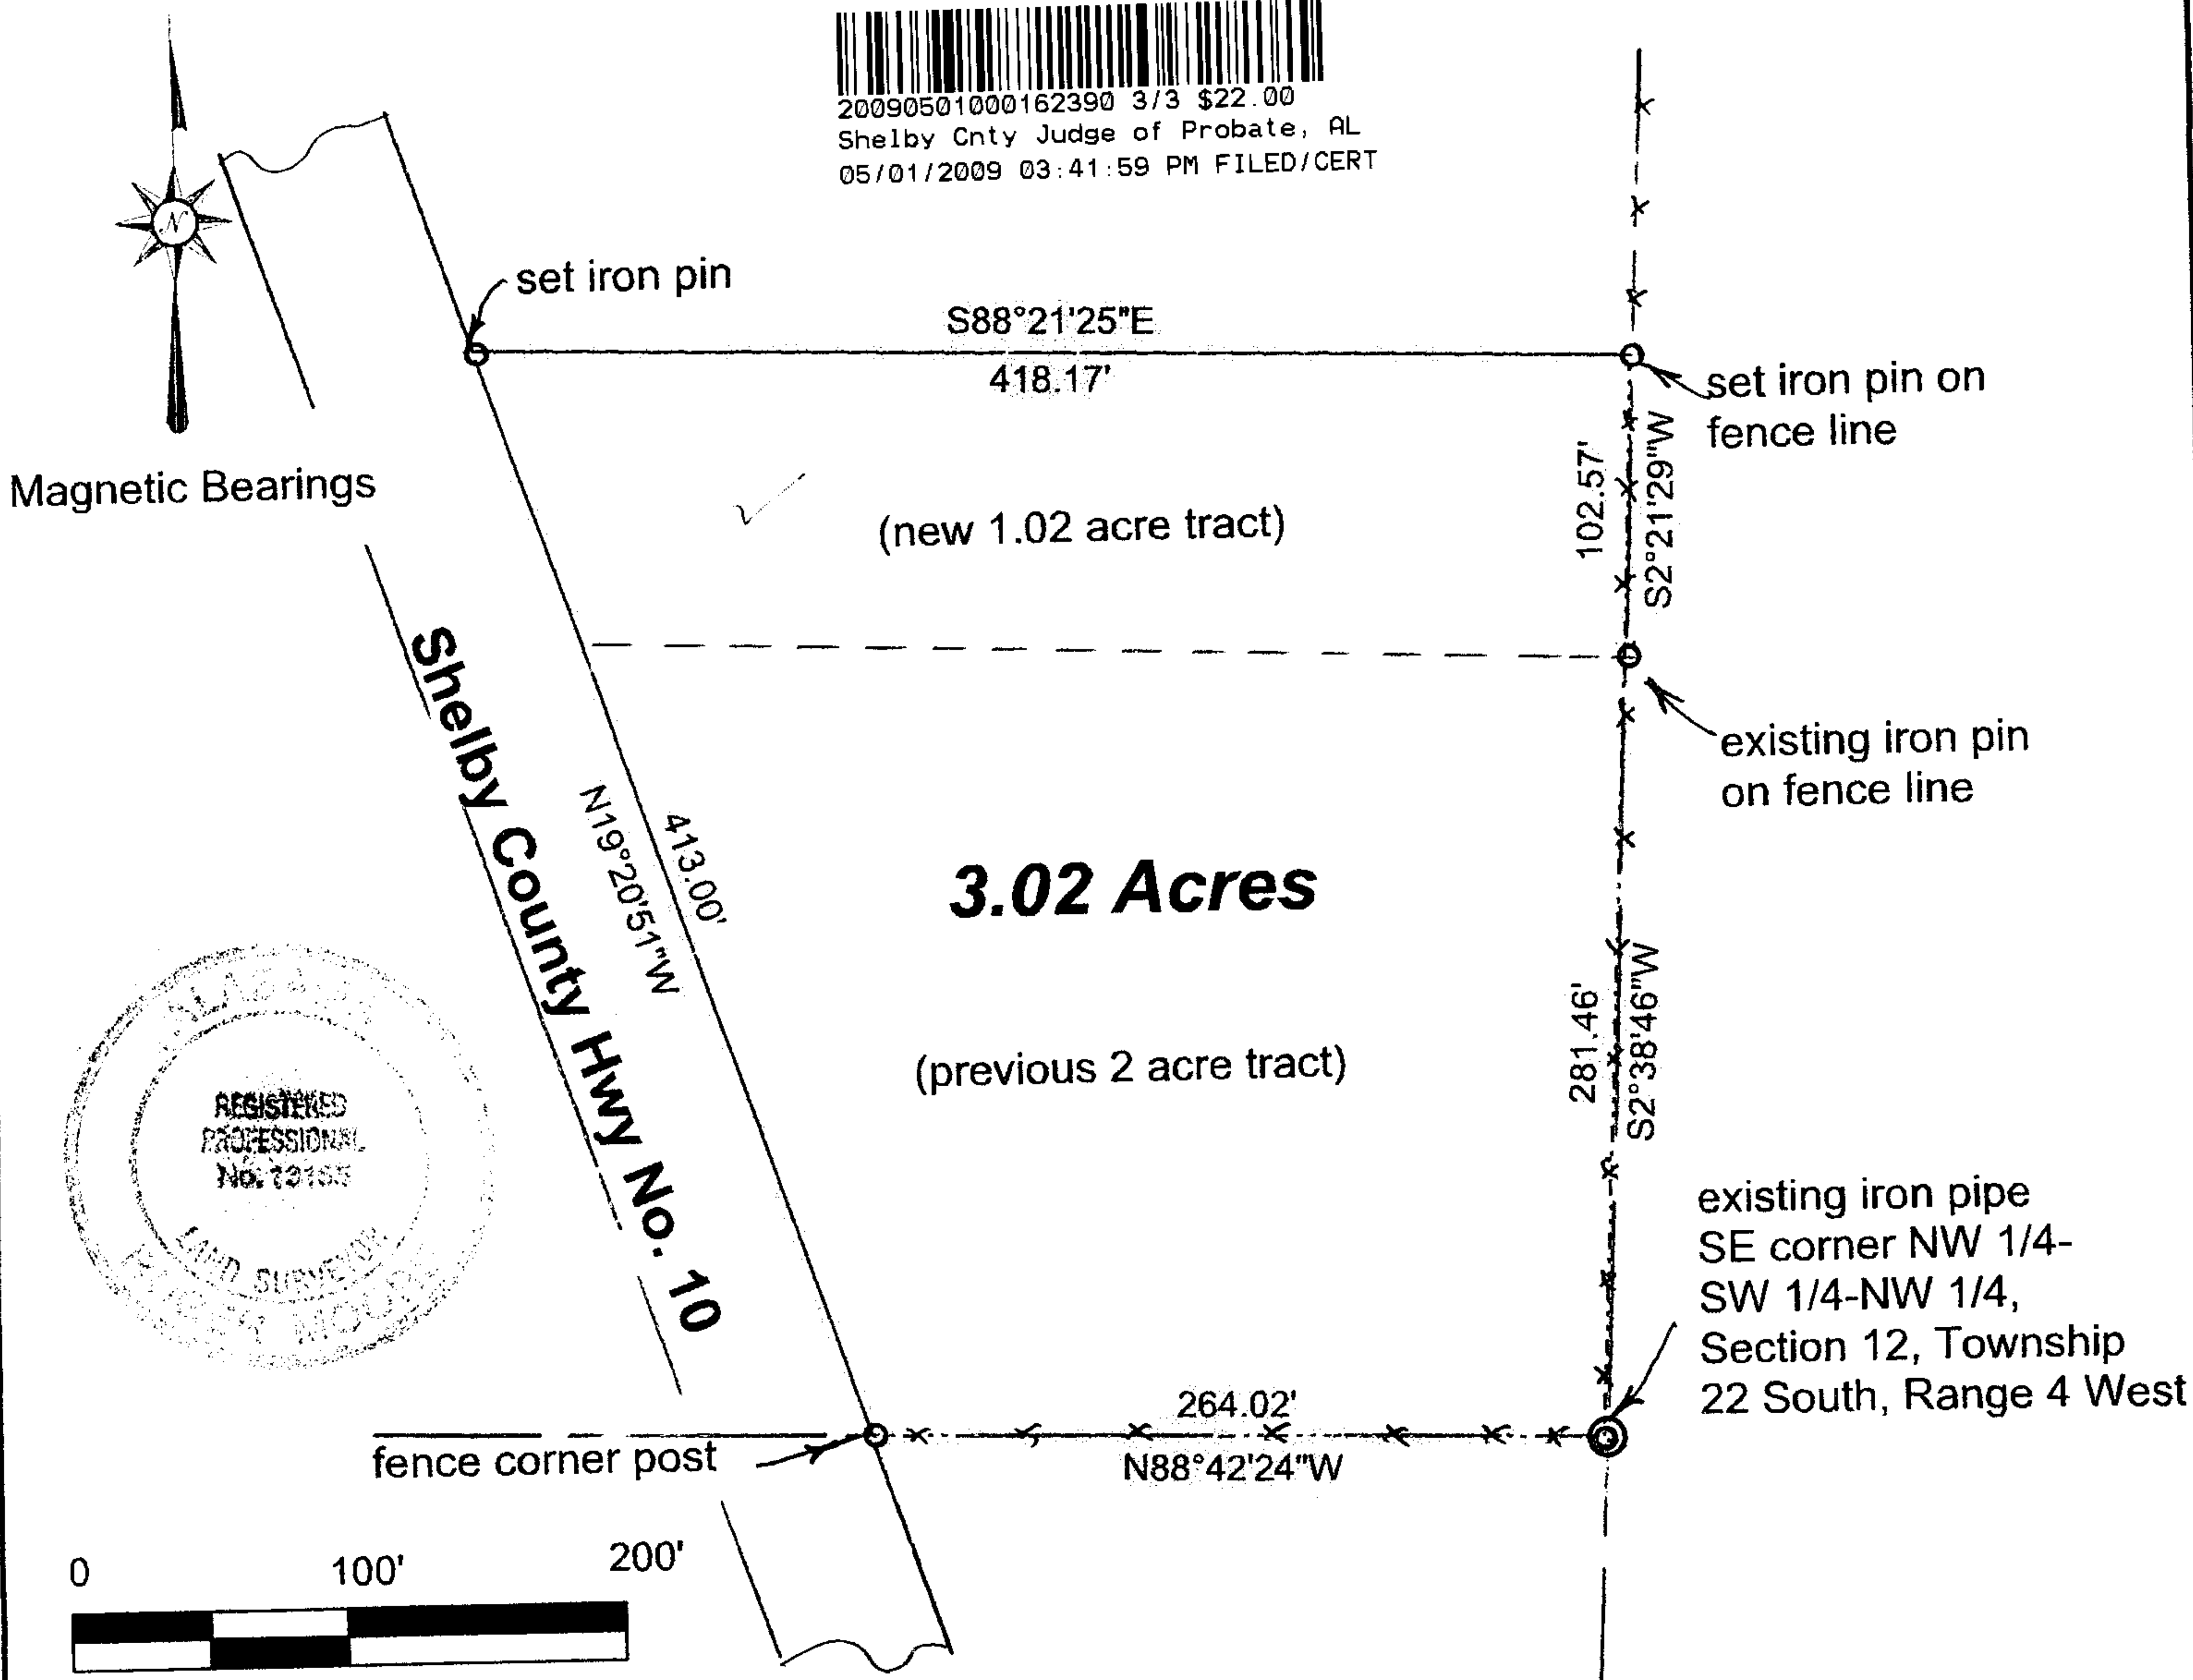 20090501000162390 3/3 $22.00
Shelby Cnty Judge of Probate, AL
05/01/2009 03:41:59 PM FILED/CERT
N
Magnetic Bearings
set iron pin
S88°21'25"E
418.17'
set iron pin on
fence line
102.57'
S2°21'29"W
(new 1.02 acre tract)
existing iron pin
on fence line
Shelby County Hwy No. 10
N19°20'51"W
413.00'
3.02 Acres
(previous 2 acre tract)
281.46'
S2°38'46"W
ALABAMA
REGISTERED
PROFESSIONAL
LAND SURVEYOR
existing iron pipe
SE corner NW 1/4-
SW 1/4-NW 1/4,
Section 12, Township
22 South, Range 4 West
264.02'
N88°42'24"W
fence corner post
0 100' 200'